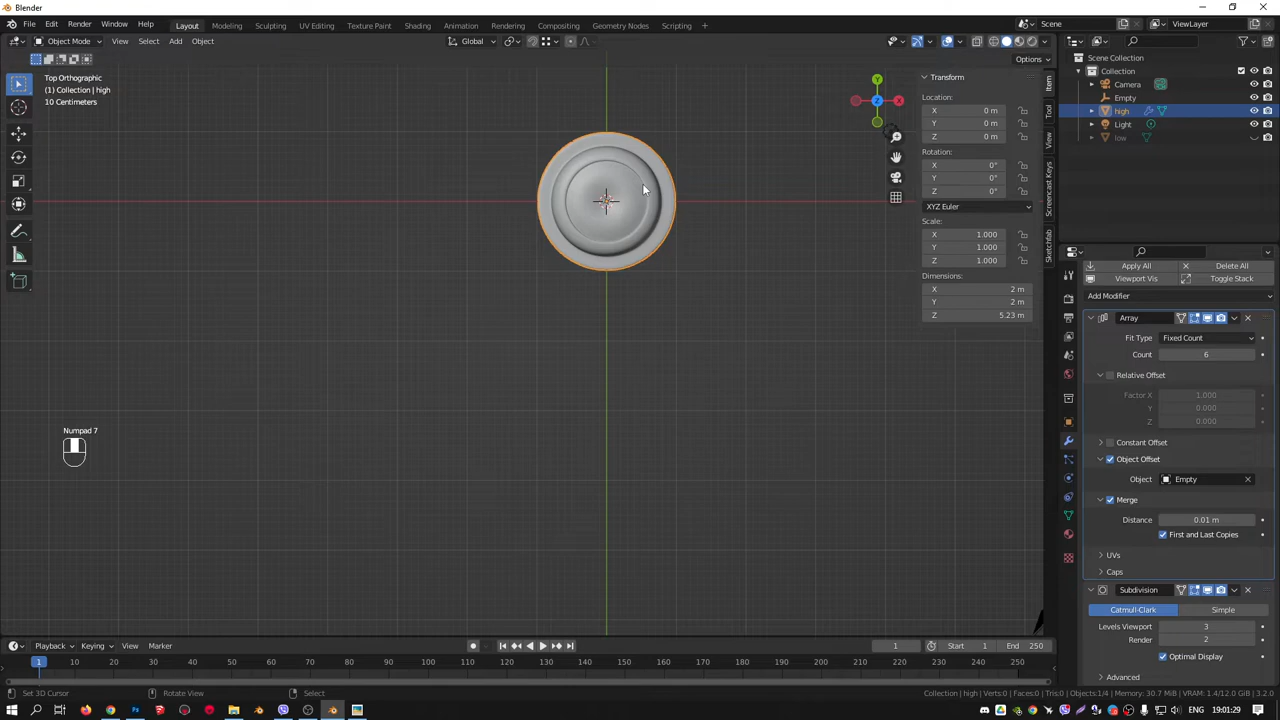 Blender
File Edit Render Window Help Layout Modeling Sculpting UV Editing Texture Paint Shading Animation Rendering Compositing Geometry Nodes Scripting + Scene ViewLayer
Object Mode View Select Add Object Global
Options
Top Orthographic
(1) Collection | high
10 Centimeters
Numpad 7
Transform
Location:
X 0 m
Y 0 m
Z 0 m
Rotation:
X 0°
Y 0°
Z 0°
XYZ Euler
Scale:
X 1.000
Y 1.000
Z 1.000
Dimensions:
X 2 m
Y 2 m
Z 5.23 m
Y
Z
X
Item
Tool
View
Screencast Keys
Sketchfab
Scene Collection
Collection
Camera
Empty
high
Light
low
Apply All Delete All
Viewport Vis Toggle Stack
Add Modifier
Array
Fit Type Fixed Count
Count 6
Relative Offset
Factor X 1.000
Y 0.000
Z 0.000
Constant Offset
Object Offset
Object Empty
Merge
Distance 0.01 m
First and Last Copies
UVs
Caps
Subdivision
Catmull-Clark Simple
Levels Viewport 3
Render 2
Optimal Display
Advanced
Playback Keying View Marker 1 Start 1 End 250
1 10 20 30 40 50 60 70 80 90 100 110 120 130 140 150 160 170 180 190 200 210 220 230 240 250
Set 3D Cursor Rotate View Select Collection | high | Verts:0 | Faces:0 | Tris:0 | Objects:1/4 | Memory: 30.7 MiB | VRAM: 1.4/12.0 GiB | 3.2.0
ENG 19:01:29